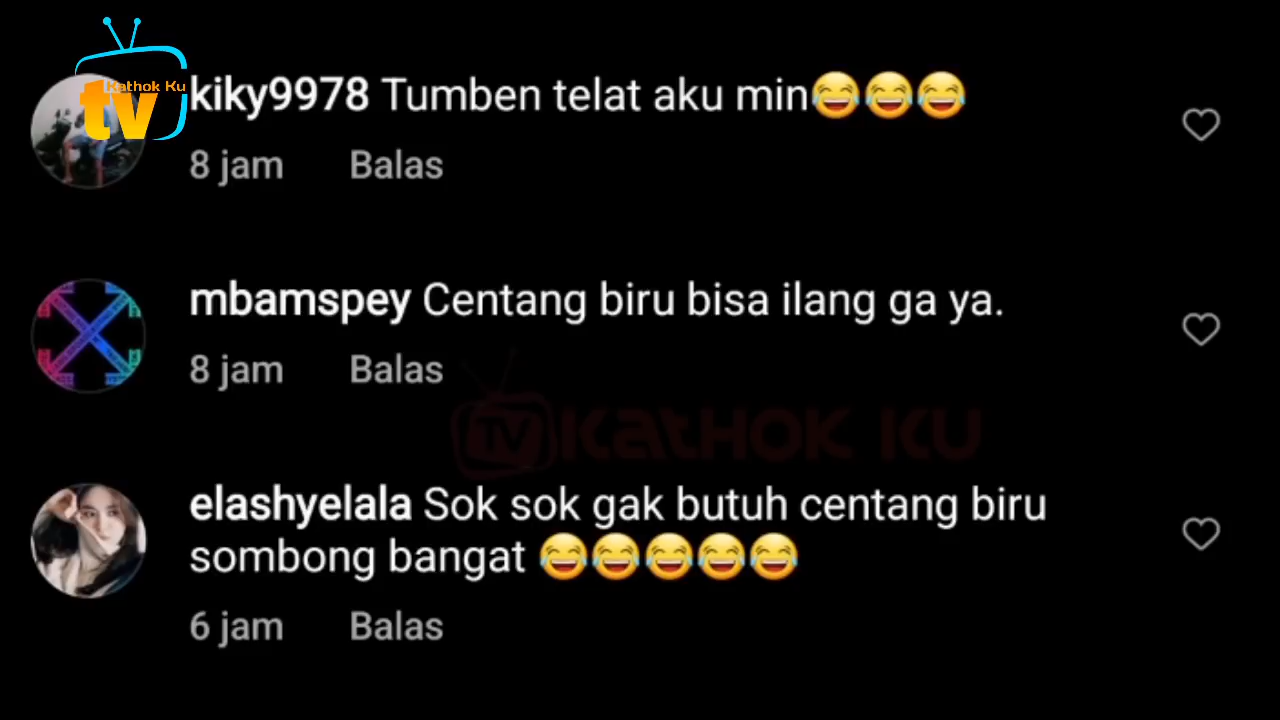 Kathok Ku
tv
kiky9978 Tumben telat aku min😂😂😂
8 jam Balas
mbamspey Centang biru bisa ilang ga ya.
8 jam Balas
TV KATHOK KU
elashyelala Sok sok gak butuh centang biru
sombong bangat 😂😂😂😂😂
6 jam Balas